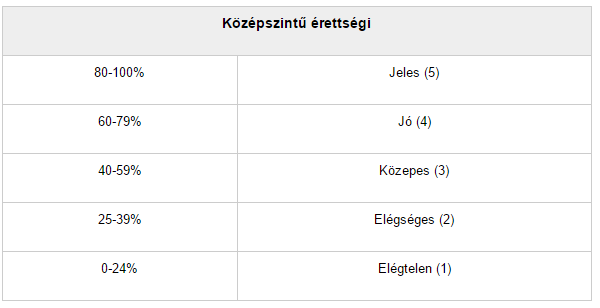 Középszintű érettségi
80-100% Jeles (5)
60-79% Jó (4)
40-59% Közepes (3)
25-39% Elégséges (2)
0-24% Elégtelen (1)